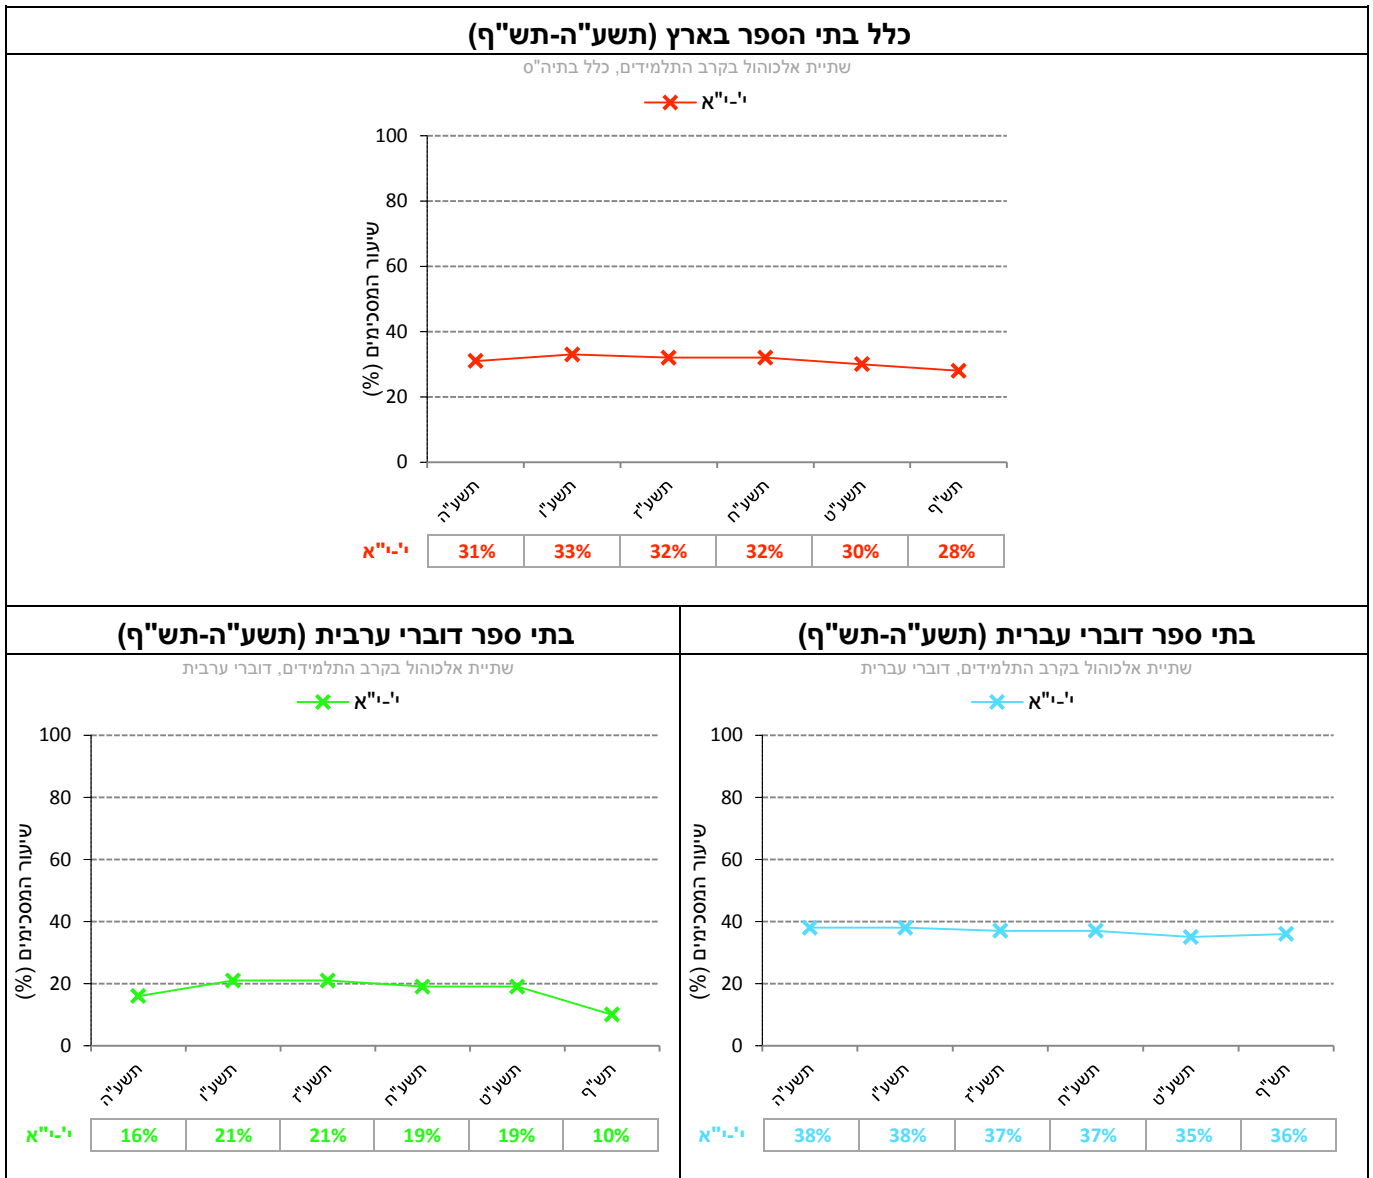 כלל בתי הספר בארץ (תשע"ה-תש"ף)
שתיית אלכוהול בקרב התלמידים, כלל בתיה"ס
י'-י"א
שיעור המסכימים (%)
100
80
60
40
20
0
תשע"ה תשע"ו תשע"ז תשע"ח תשע"ט תש"ף
י'-י"א 31% 33% 32% 32% 30% 28%
בתי ספר דוברי עברית (תשע"ה-תש"ף)
שתיית אלכוהול בקרב התלמידים, דוברי עברית
י'-י"א
שיעור המסכימים (%)
100
80
60
40
20
0
תשע"ה תשע"ו תשע"ז תשע"ח תשע"ט תש"ף
י'-י"א 38% 38% 37% 37% 35% 36%
בתי ספר דוברי ערבית (תשע"ה-תש"ף)
שתיית אלכוהול בקרב התלמידים, דוברי ערבית
י'-י"א
שיעור המסכימים (%)
100
80
60
40
20
0
תשע"ה תשע"ו תשע"ז תשע"ח תשע"ט תש"ף
י'-י"א 16% 21% 21% 19% 19% 10%